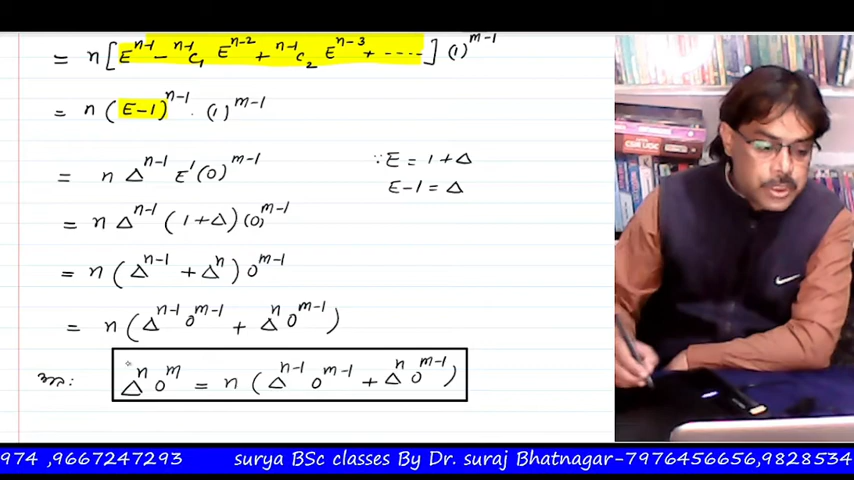 = n [ E^{n-1} - ^{n-1}C_1 E^{n-2} + ^{n-1}C_2 E^{n-3} + ---- ] (1)^{m-1}
= n (E-1)^{n-1} . (1)^{m-1}
= n Δ^{n-1} E^1 (0)^{m-1} ∵ E = 1+Δ
E-1 = Δ
= n Δ^{n-1} (1+Δ) (0)^{m-1}
= n (Δ^{n-1} + Δ^n) 0^{m-1}
= n (Δ^{n-1} 0^{m-1} + Δ^n 0^{m-1})
अतः Δ^n 0^m = n (Δ^{n-1} 0^{m-1} + Δ^n 0^{m-1})
974 ,9667247293 surya BSc classes By Dr. suraj Bhatnagar-7976456656,9828534